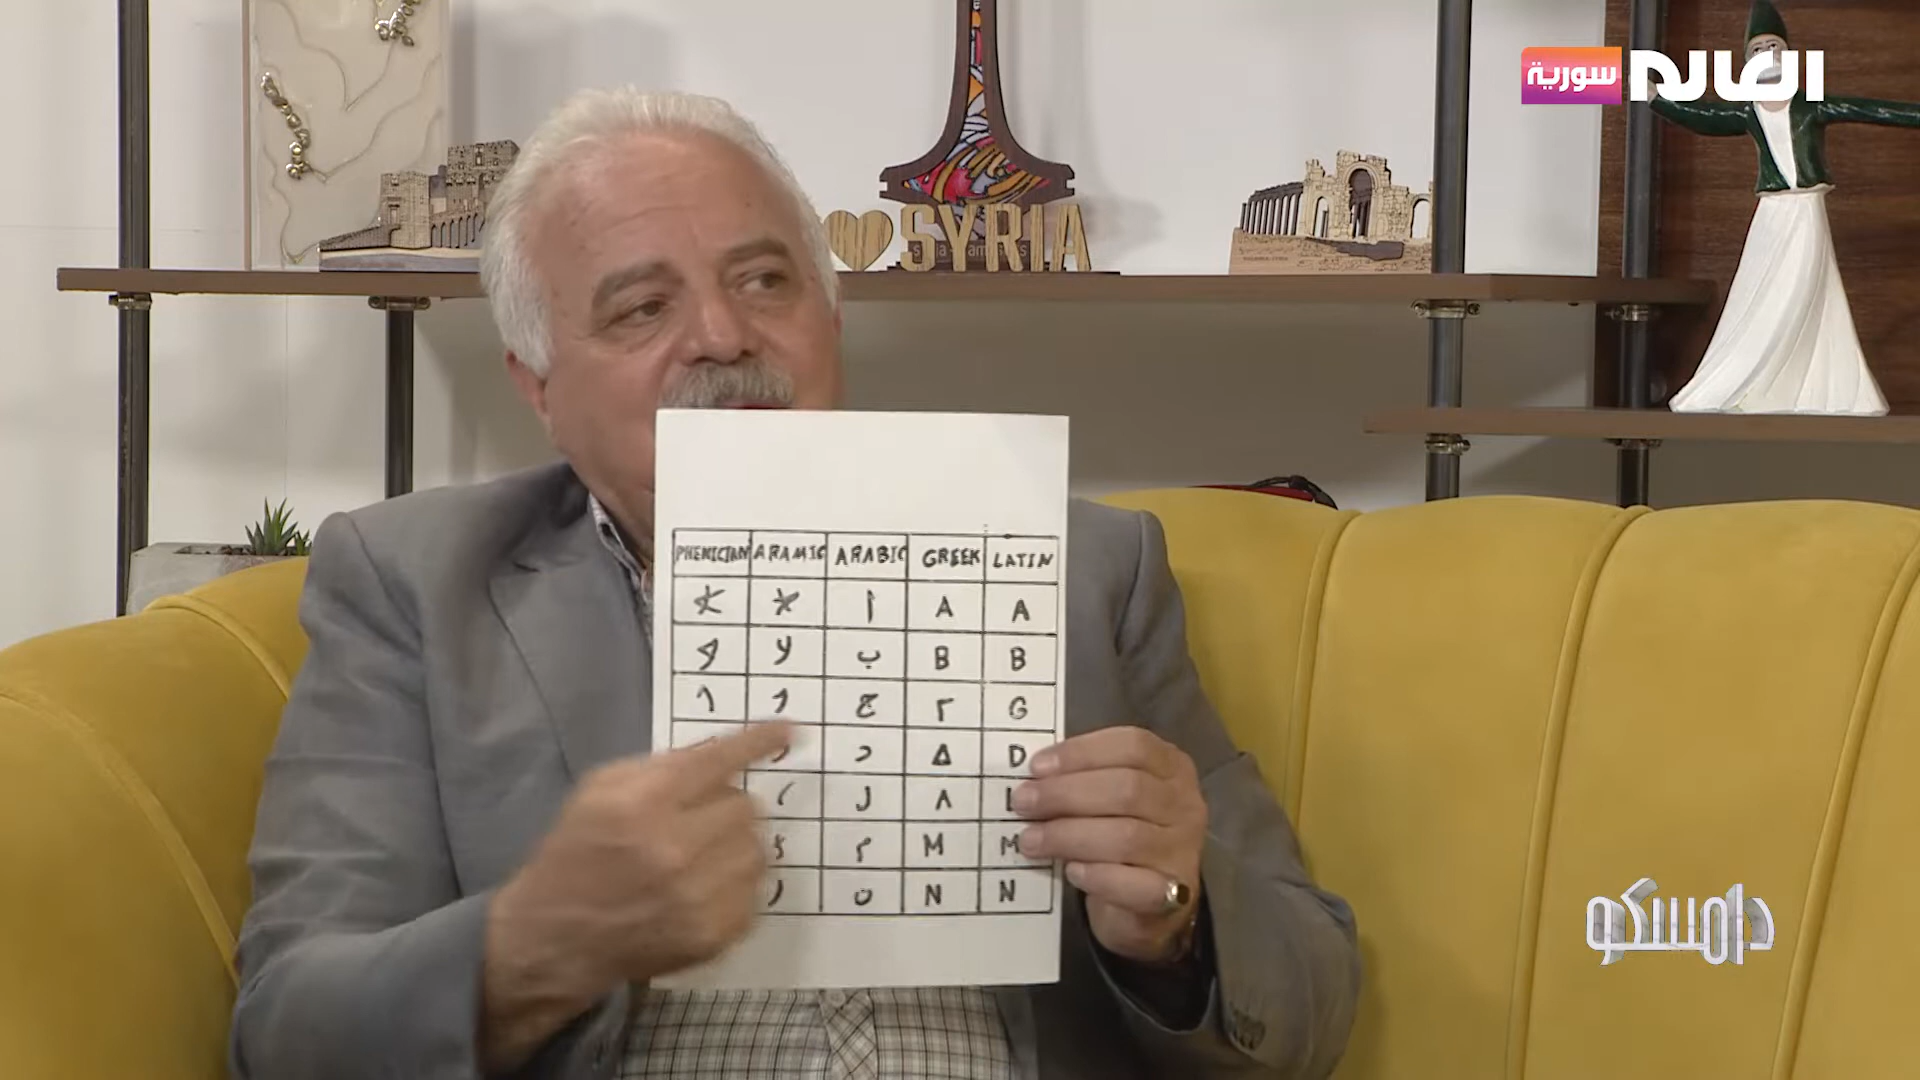 العالم سورية
SYRIA
PHENICIAN ARAMIC ARABIC GREEK LATIN
𐤀 𐡀 أ A A
𐤁 𐡁 ب B B
𐤂 𐡂 ج Γ G
د Δ D
ل Λ L
م M M
ن N N
دامسكو